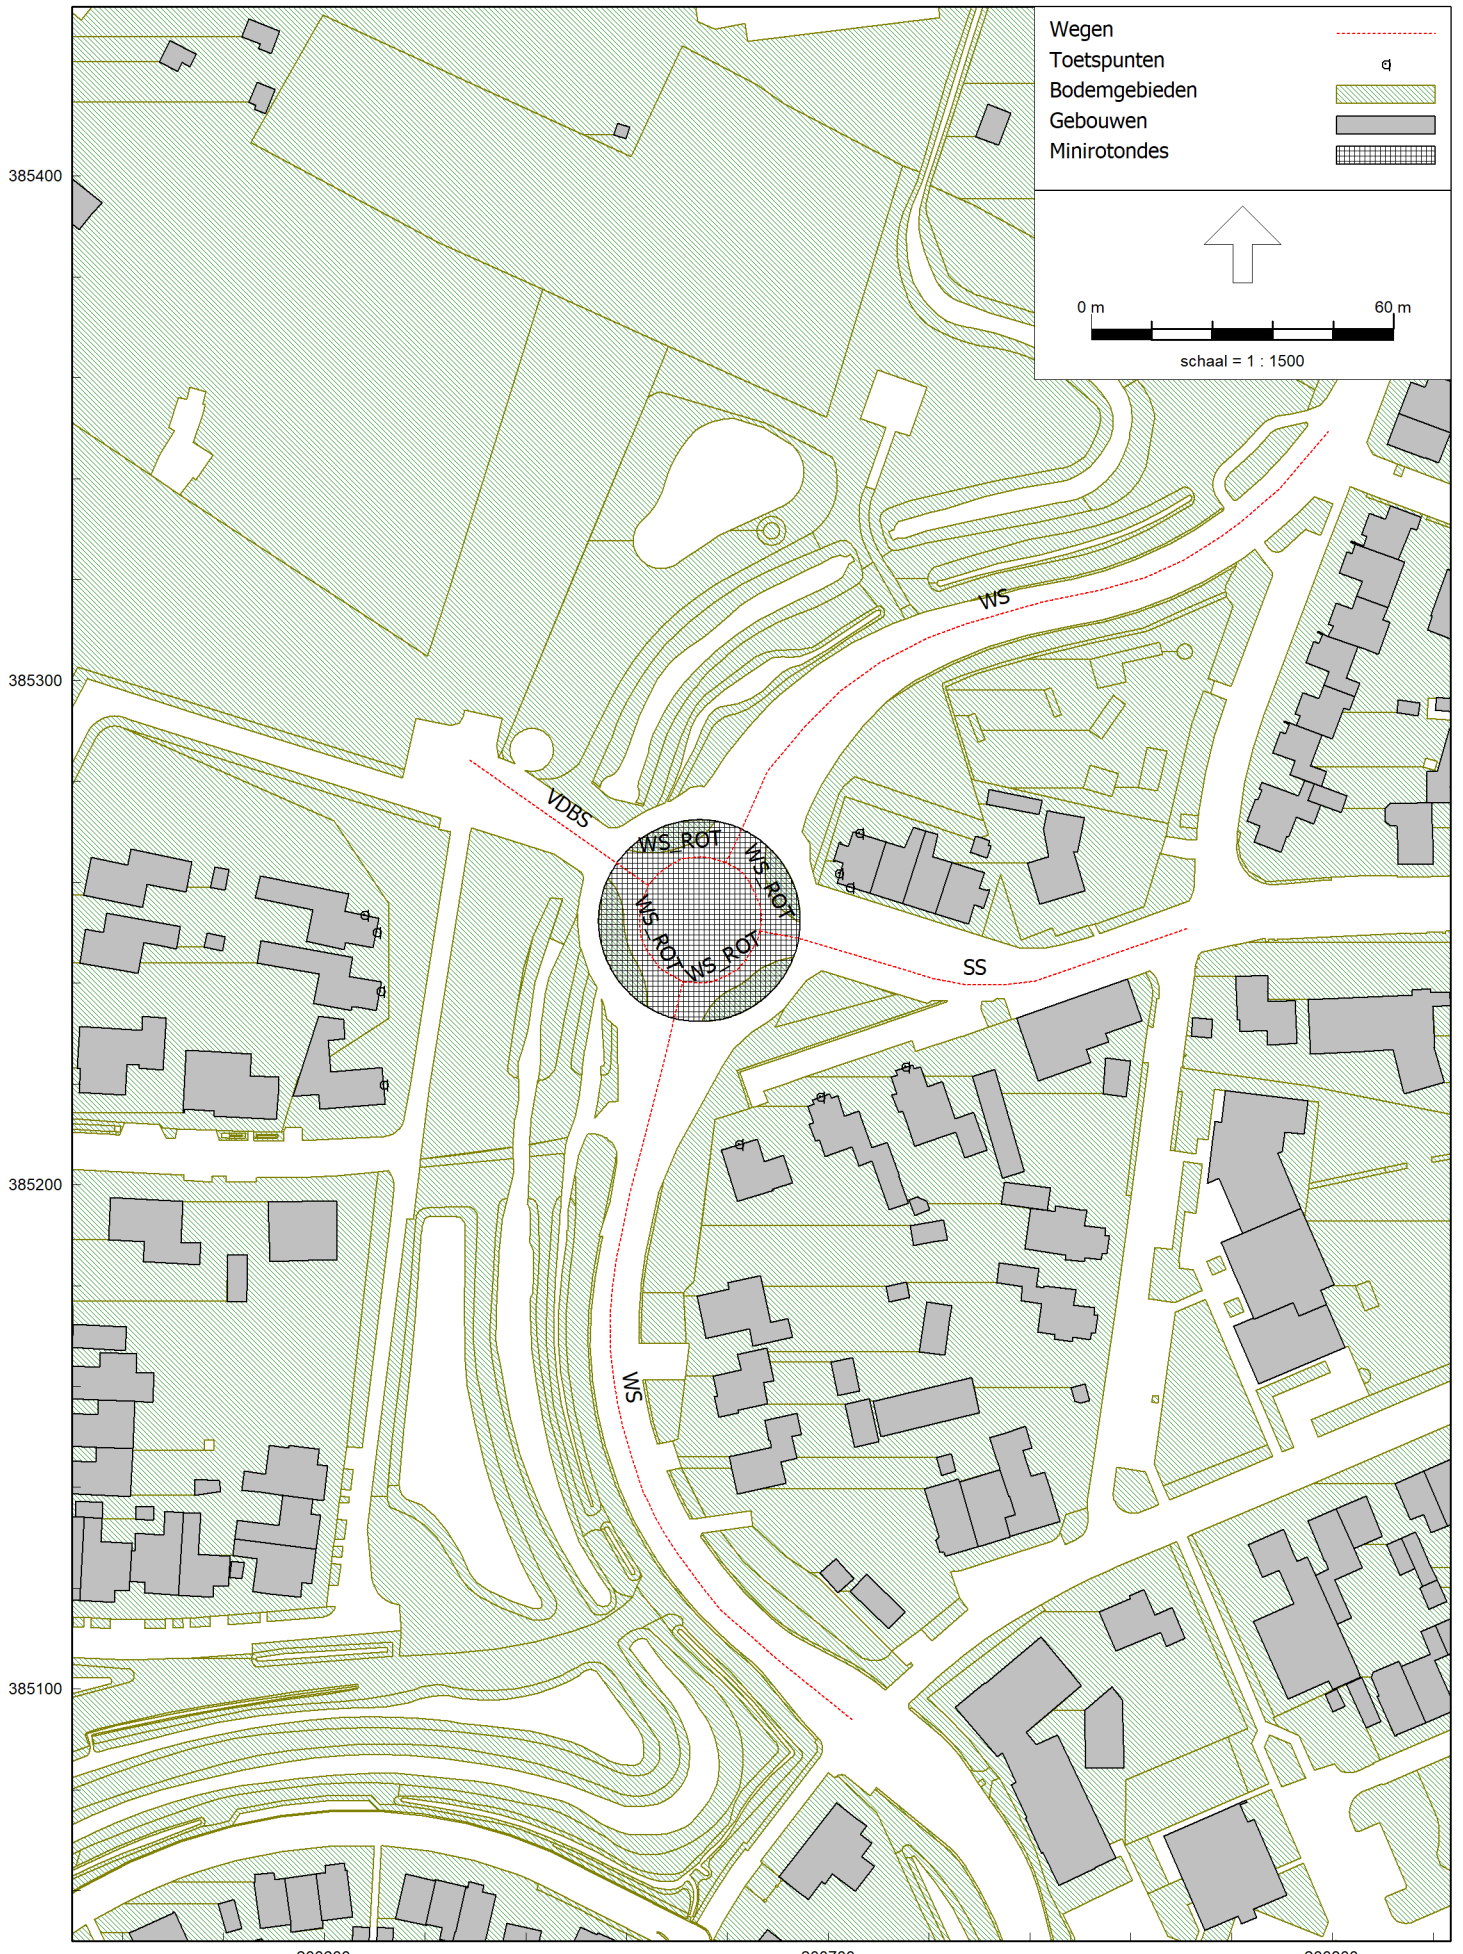 Wegen
Toetspunten
Bodemgebieden
Gebouwen
Minirotondes
0 m
60 m
schaal = 1 : 1500
385400
385300
385200
385100
WS
VDBS
WS_ROT
WS_ROT
WS_ROT
WS_ROT
SS
WS